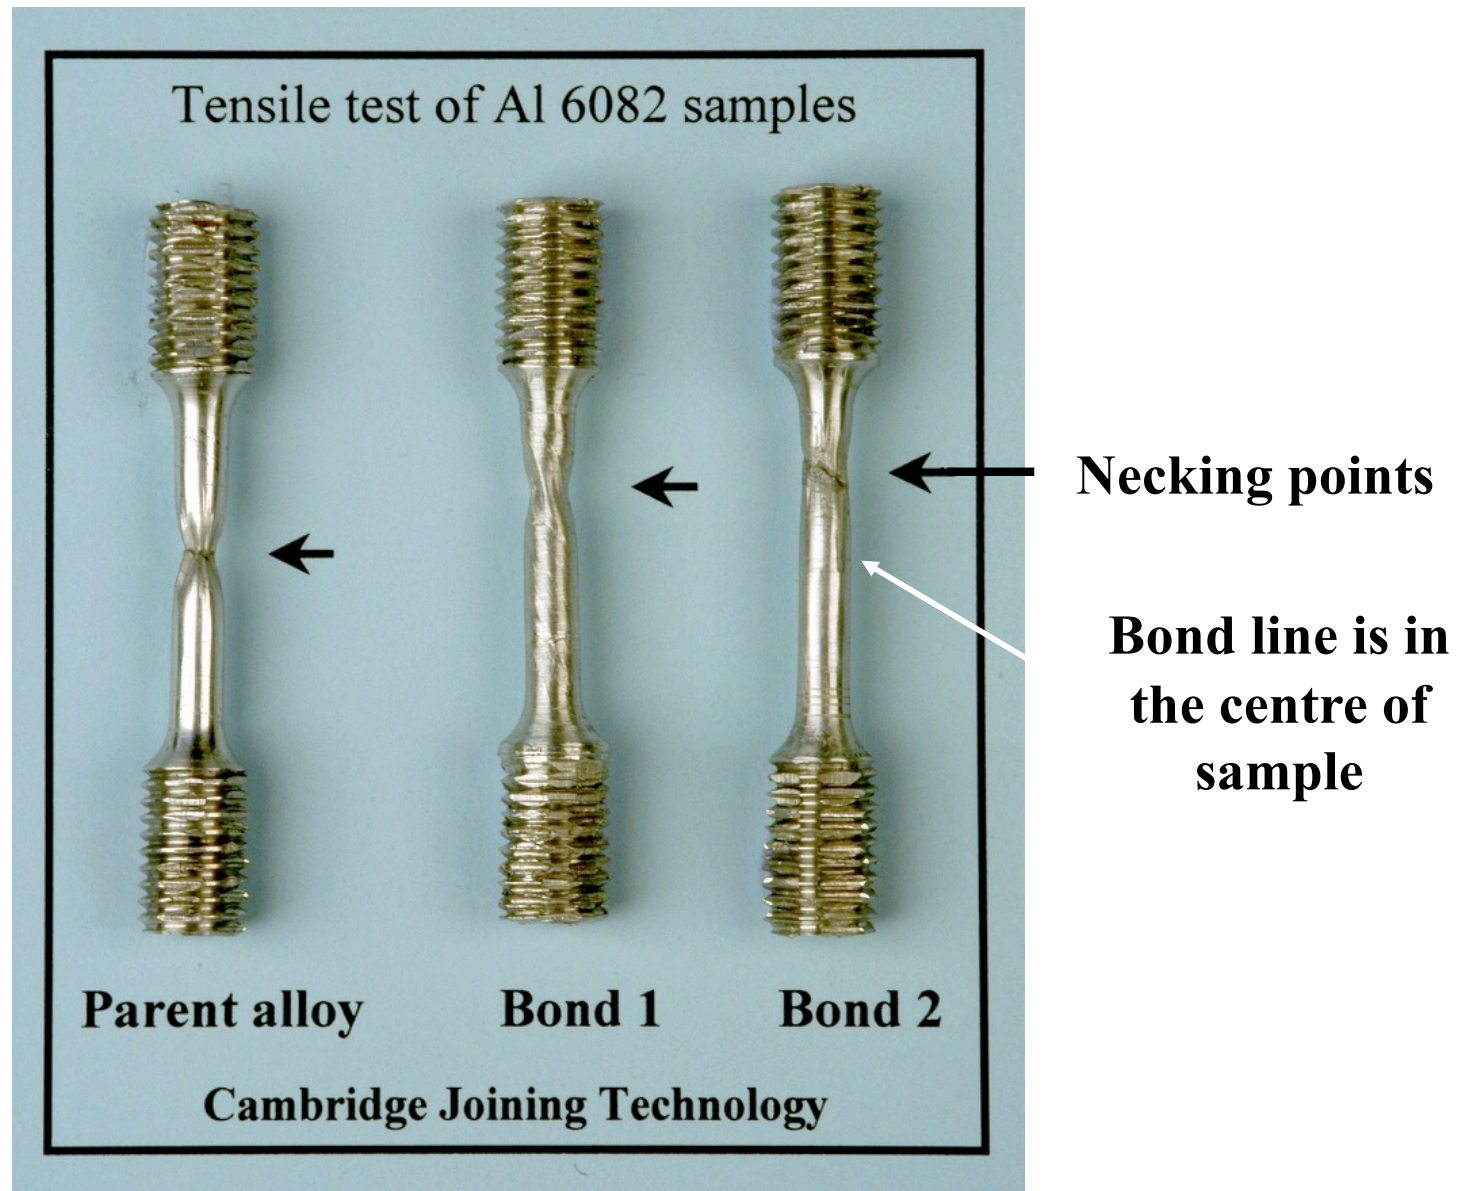 Tensile test of Al 6082 samples
Necking points
Bond line is in
the centre of
sample
Parent alloy
Bond 1
Bond 2
Cambridge Joining Technology